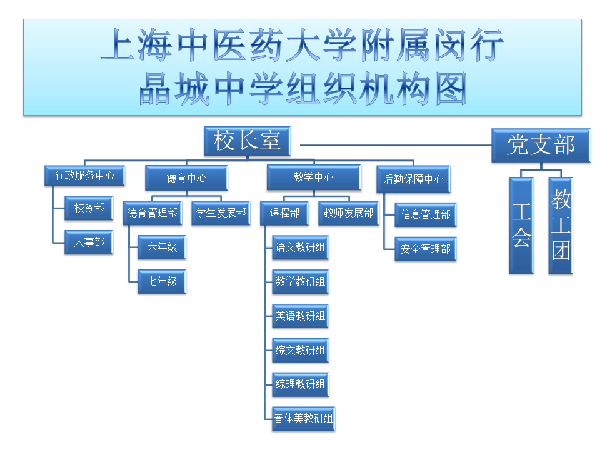 上海中医药大学附属闵行
晶城中学组织机构图
校长室
党支部
行政服务中心
德育中心
教学中心
后勤保障中心
校务部
人事部
德育管理部
学生发展部
课程部
教师发展部
信息管理部
安全管理部
六年级
七年级
语文教研组
数学教研组
英语教研组
综文教研组
综理教研组
音体美教研组
工会
教工团